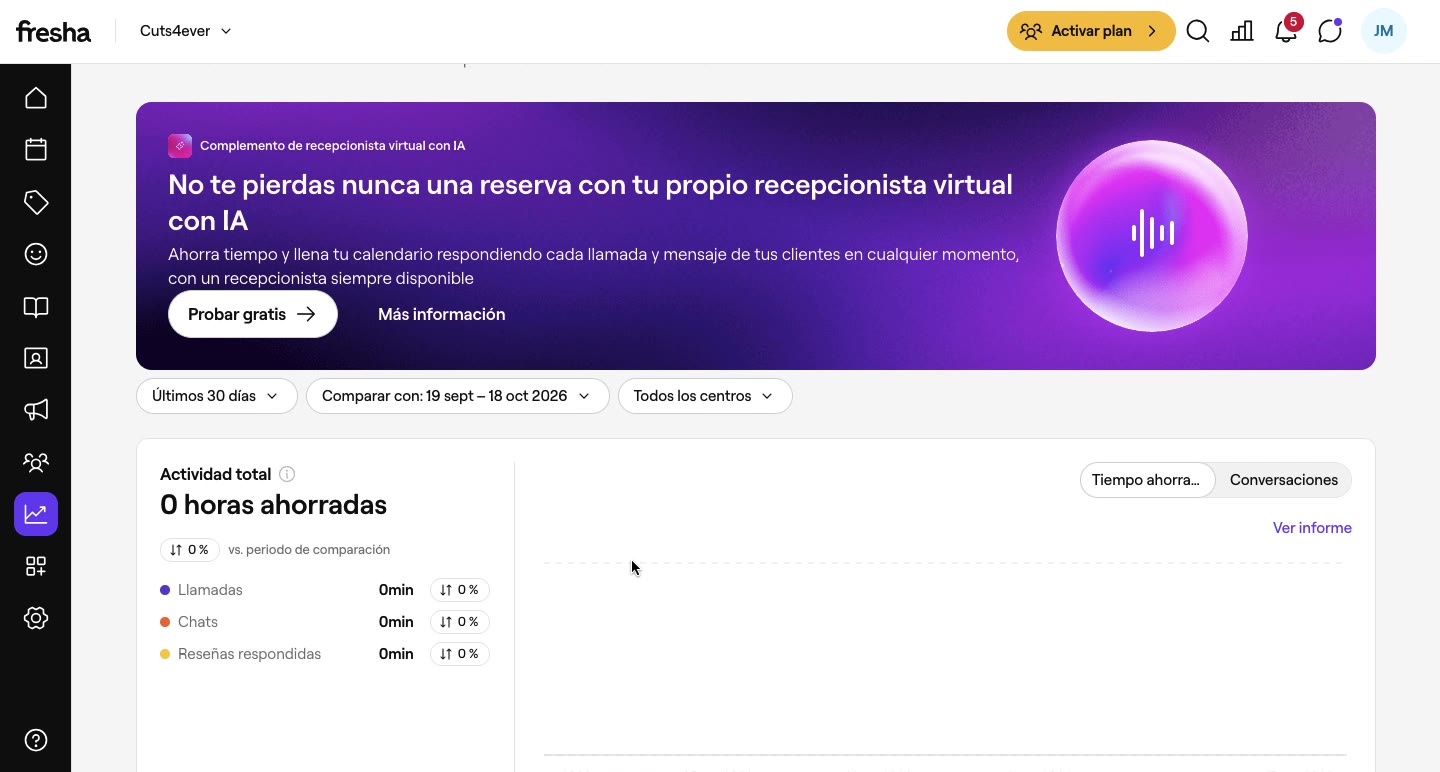 fresha
Cuts4ever
Activar plan
5
JM
Complemento de recepcionista virtual con IA
No te pierdas nunca una reserva con tu propio recepcionista virtual
con IA
Ahorra tiempo y llena tu calendario respondiendo cada llamada y mensaje de tus clientes en cualquier momento,
con un recepcionista siempre disponible
Probar gratis
Más información
Últimos 30 días
Comparar con: 19 sept – 18 oct 2026
Todos los centros
Actividad total
0 horas ahorradas
0 %
vs. periodo de comparación
Llamadas 0min 0 %
Chats 0min 0 %
Reseñas respondidas 0min 0 %
Tiempo ahorra...
Conversaciones
Ver informe